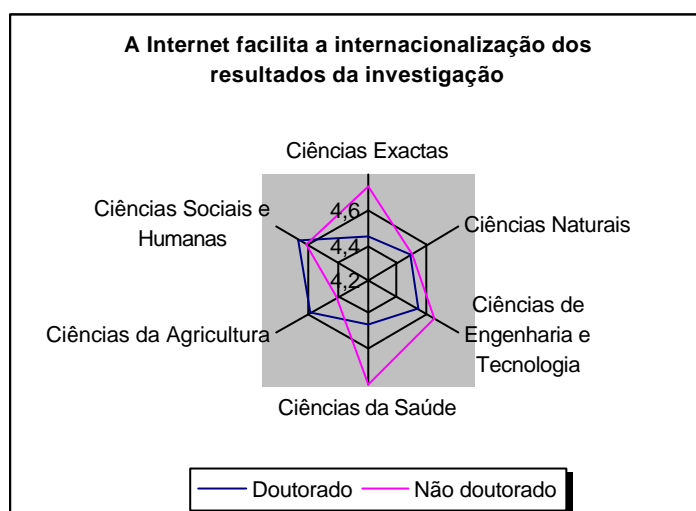 A Internet facilita a internacionalização dos
resultados da investigação
Ciências Exactas
Ciências Sociais e
Humanas
4,6
4,4
4,2
Ciências Naturais
Ciências da Agricultura
Ciências de
Engenharia e
Tecnologia
Ciências da Saúde
Doutorado
Não doutorado